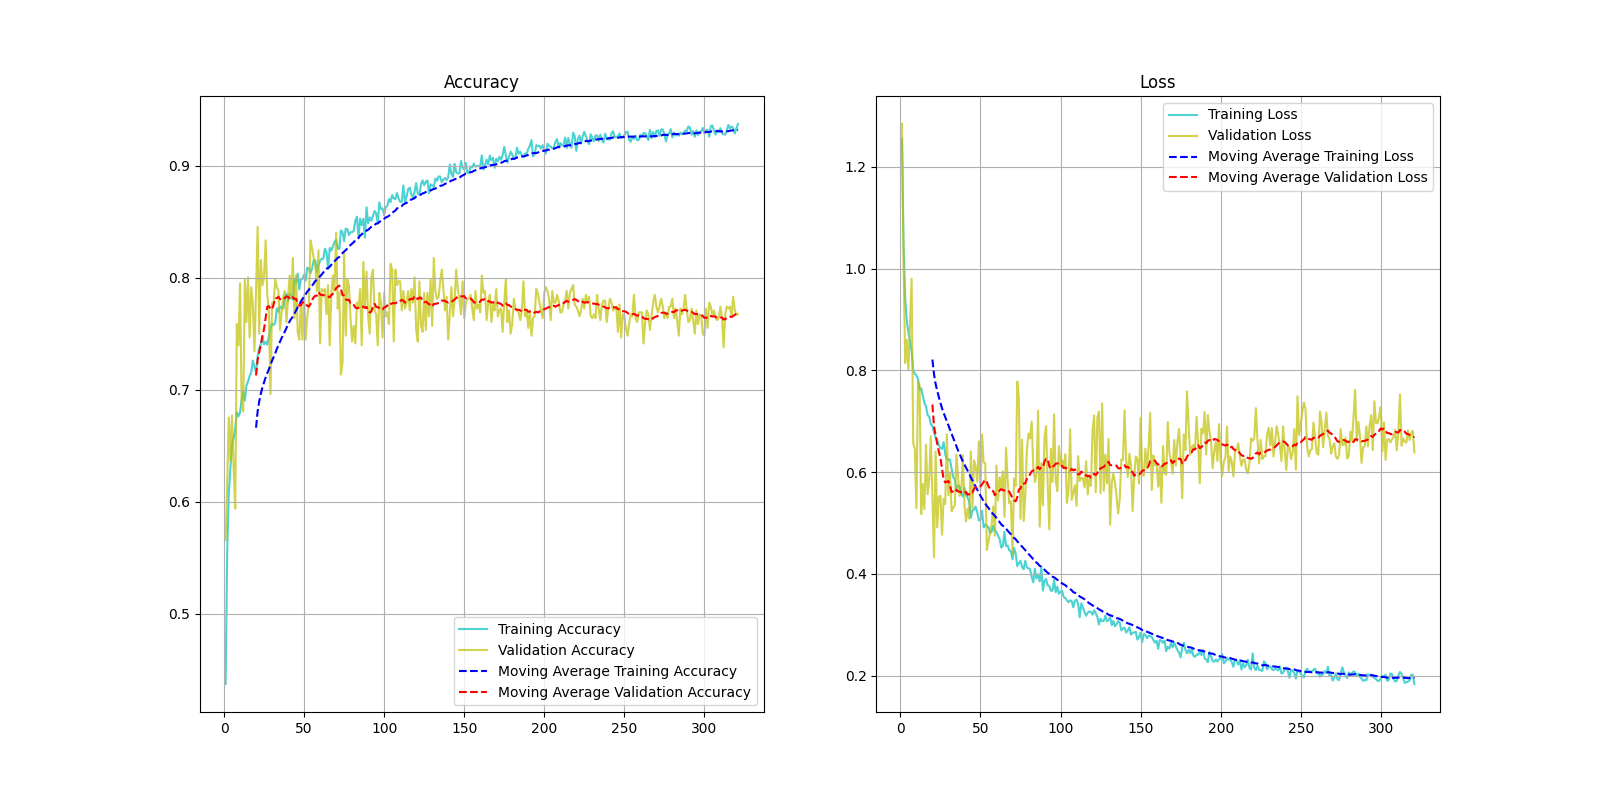 Accuracy
0.9
0.8
0.7
0.6
0.5
0
50
100
150
200
250
300
Training Accuracy
Validation Accuracy
Moving Average Training Accuracy
Moving Average Validation Accuracy
Loss
1.2
1.0
0.8
0.6
0.4
0.2
0
50
100
150
200
250
300
Training Loss
Validation Loss
Moving Average Training Loss
Moving Average Validation Loss